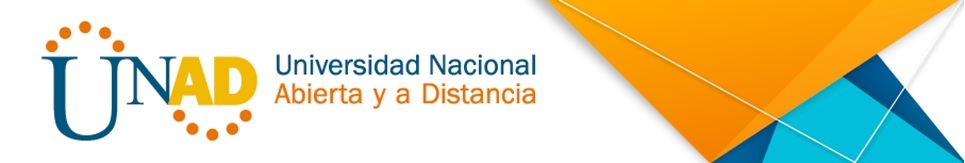 UNAD
Universidad Nacional
Abierta y a Distancia